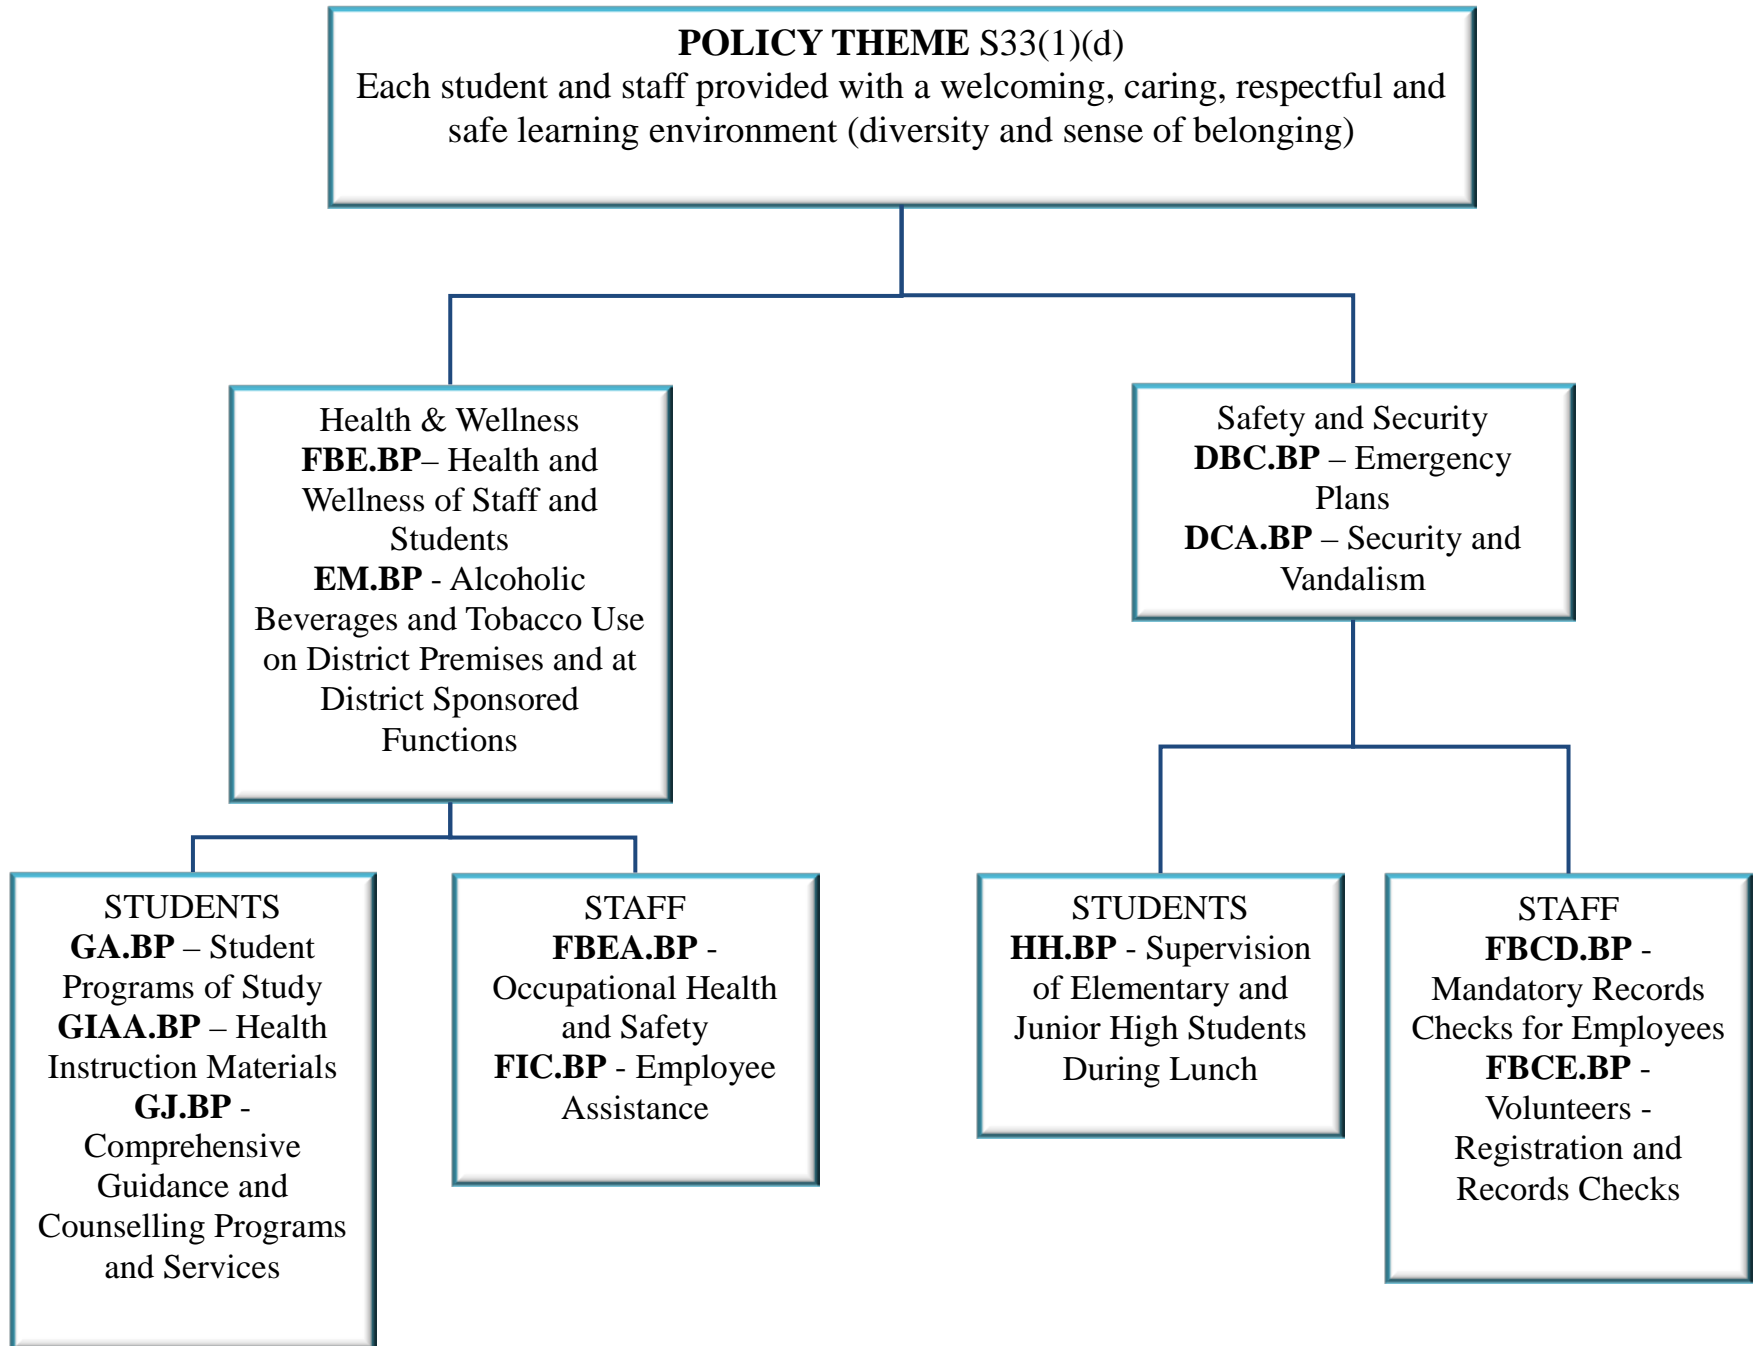 POLICY THEME S33(1)(d)
Each student and staff provided with a welcoming, caring, respectful and
safe learning environment (diversity and sense of belonging)
Health & Wellness
FBE.BP– Health and
Wellness of Staff and
Students
EM.BP - Alcoholic
Beverages and Tobacco Use
on District Premises and at
District Sponsored
Functions
Safety and Security
DBC.BP – Emergency
Plans
DCA.BP – Security and
Vandalism
STUDENTS
GA.BP – Student
Programs of Study
GIAA.BP – Health
Instruction Materials
GJ.BP -
Comprehensive
Guidance and
Counselling Programs
and Services
STAFF
FBEA.BP -
Occupational Health
and Safety
FIC.BP - Employee
Assistance
STUDENTS
HH.BP - Supervision
of Elementary and
Junior High Students
During Lunch
STAFF
FBCD.BP -
Mandatory Records
Checks for Employees
FBCE.BP -
Volunteers -
Registration and
Records Checks